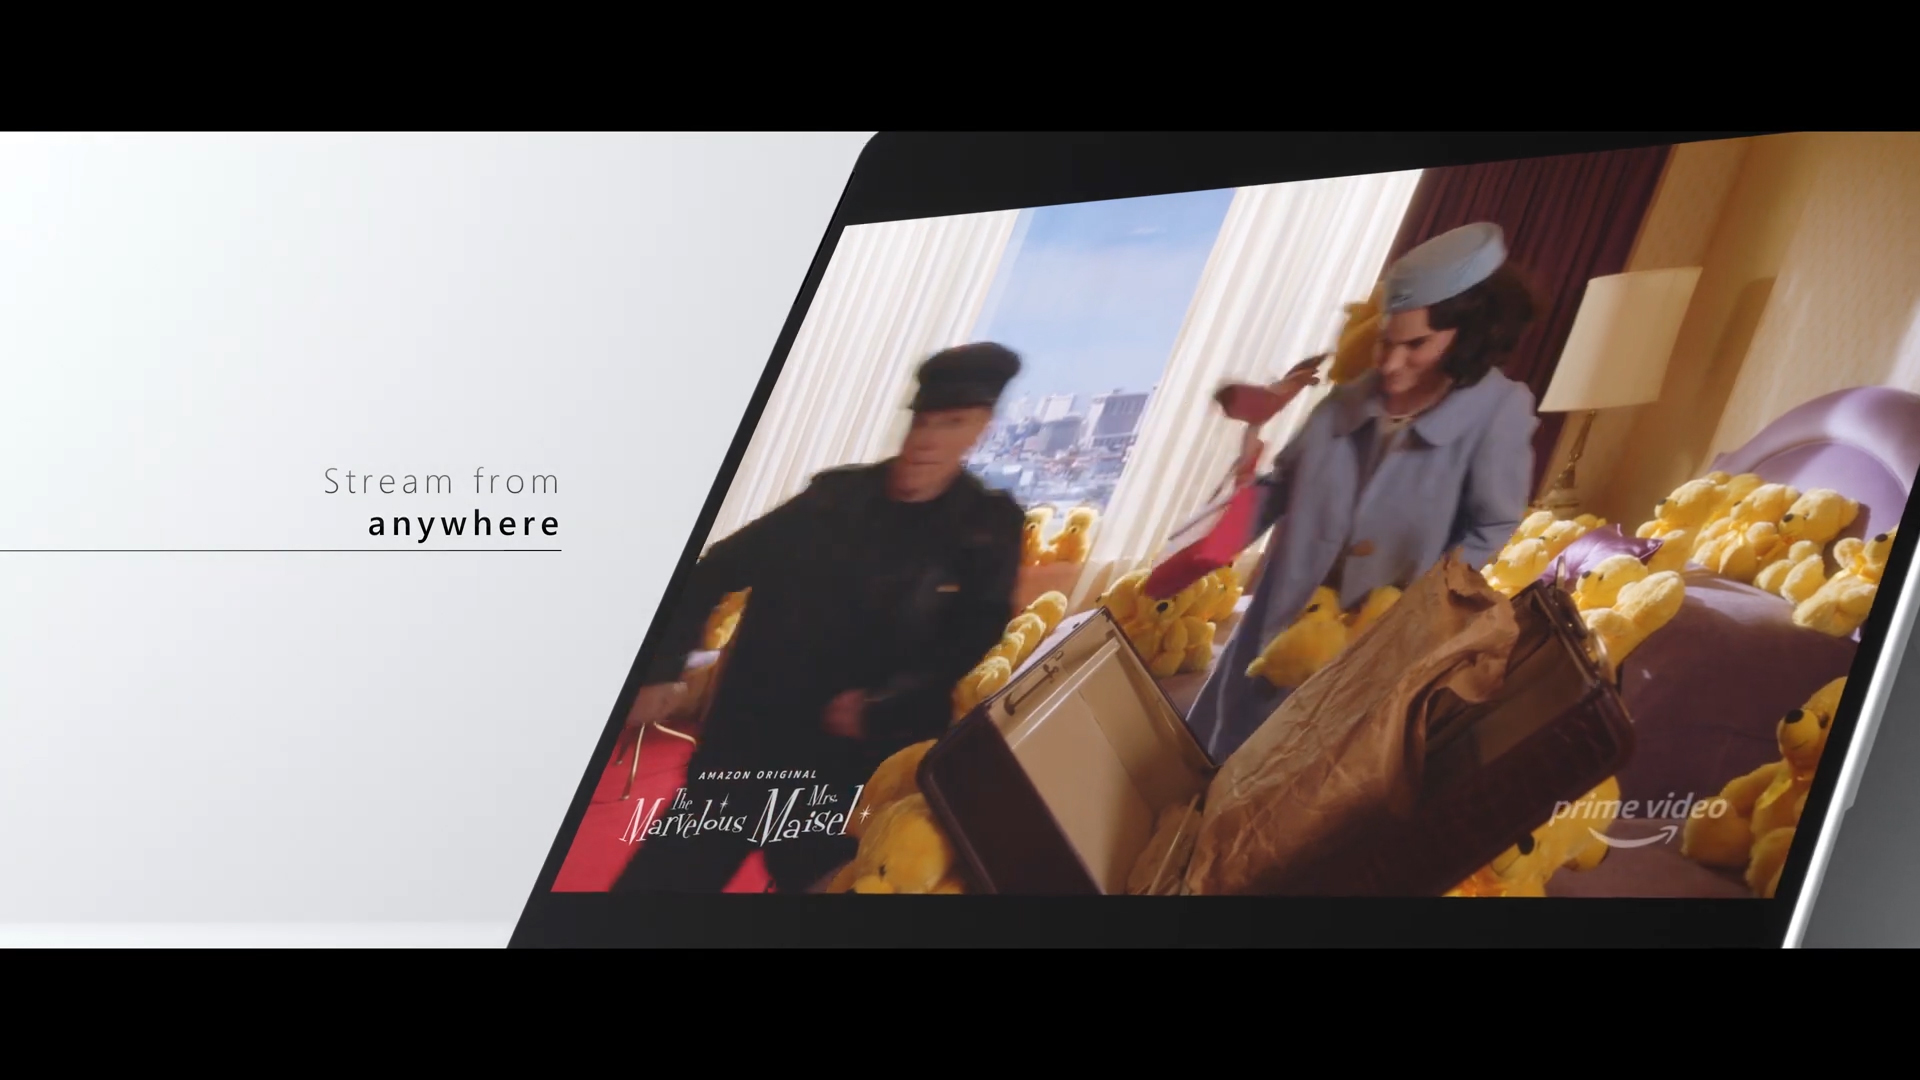 Stream from
anywhere
AMAZON ORIGINAL
The Marvelous Mrs. Maisel
prime video